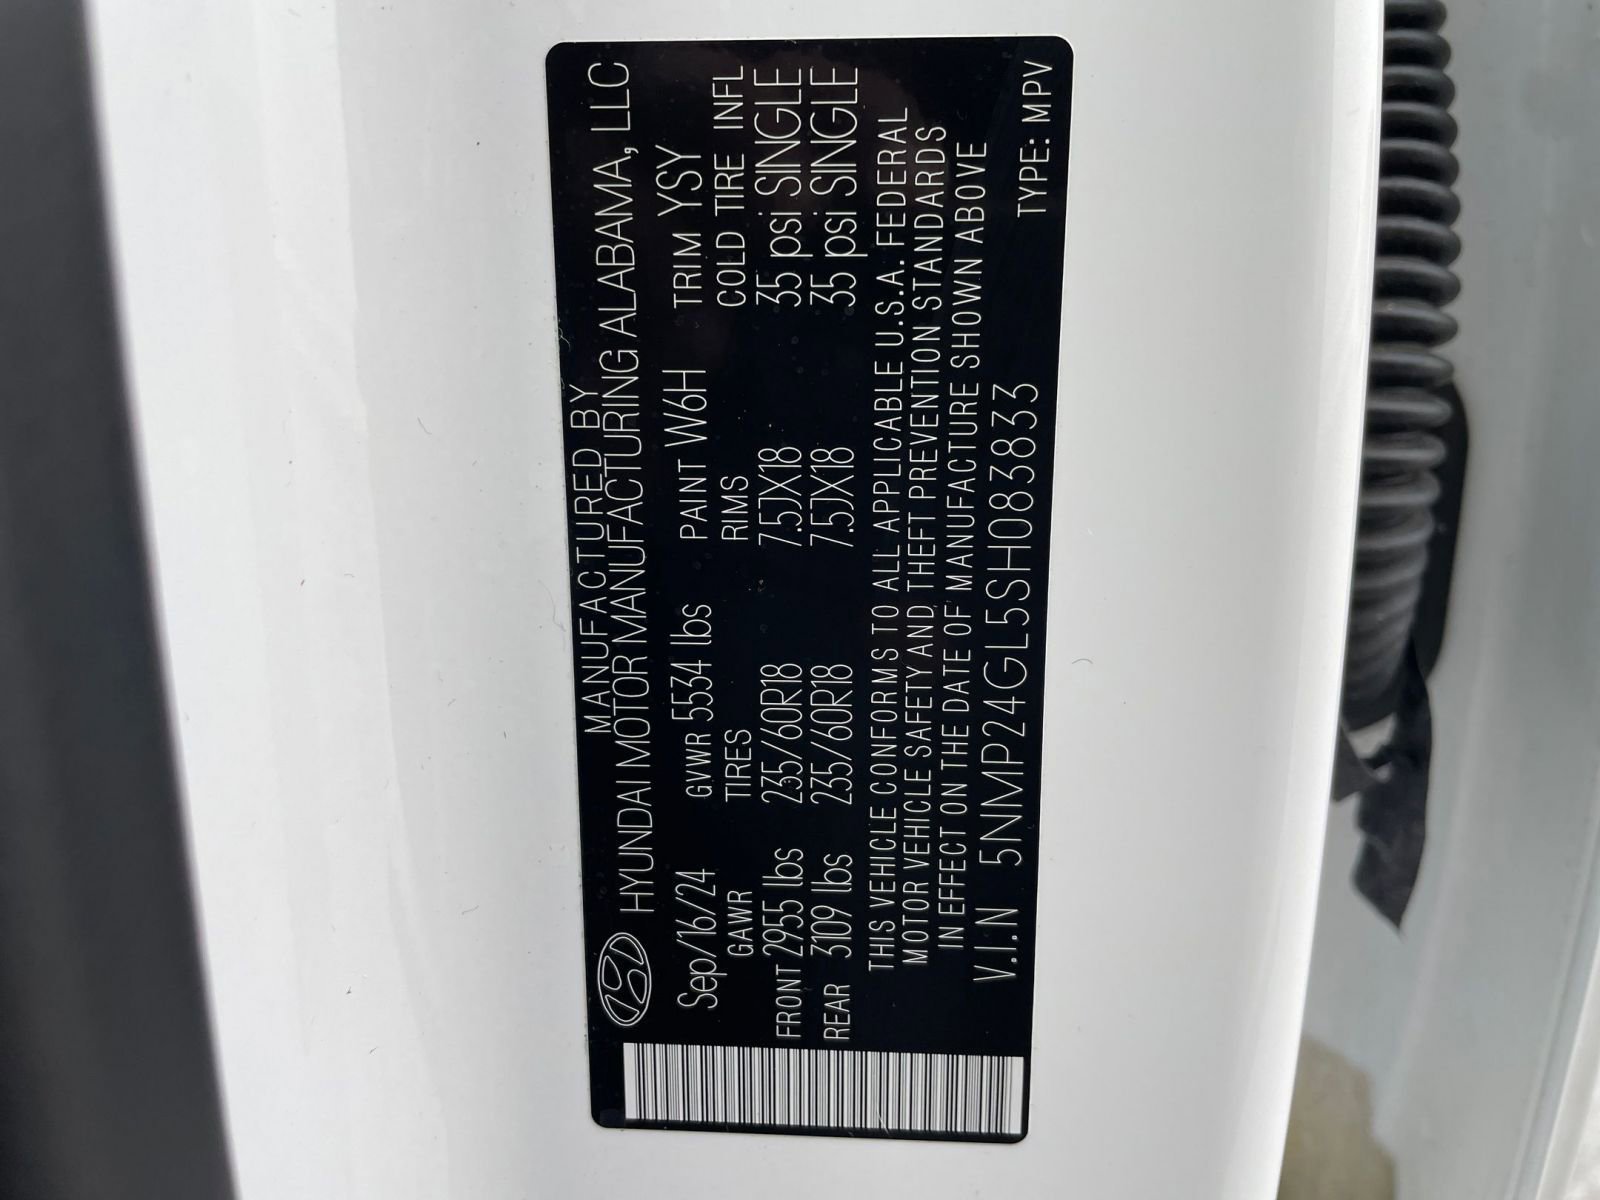 MANUFACTURED BY
HYUNDAI MOTOR MANUFACTURING ALABAMA, LLC
Sep/16/24 GVWR 5534 lbs PAINT W6H TRIM YSY
GAWR TIRES RIMS COLD TIRE INFL
FRONT 2955 lbs 235/60R18 7.5JX18 35 psi SINGLE
REAR 3109 lbs 235/60R18 7.5JX18 35 psi SINGLE
THIS VEHICLE CONFORMS TO ALL APPLICABLE U.S.A. FEDERAL
MOTOR VEHICLE SAFETY AND THEFT PREVENTION STANDARDS
IN EFFECT ON THE DATE OF MANUFACTURE SHOWN ABOVE
V.I.N 5NMP24GL5SH083833 TYPE: MPV